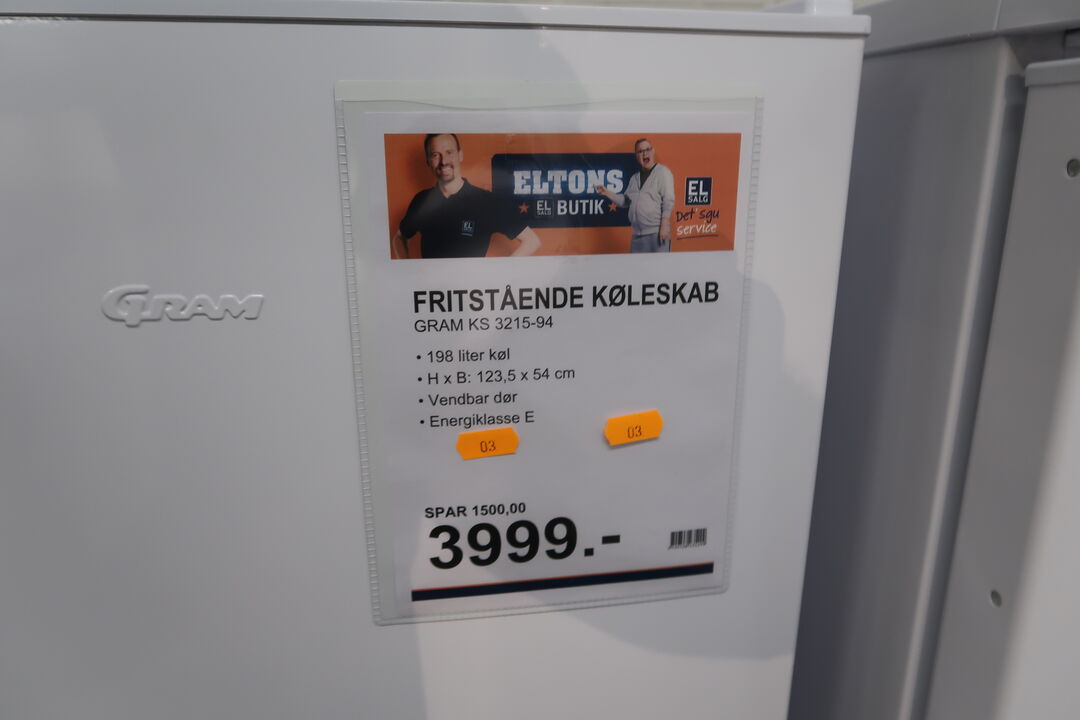 GRAM
ELTONS
EL SALG BUTIK
EL
SALG
Det sgu
service
EL
FRITSTÅENDE KØLESKAB
GRAM KS 3215-94
• 198 liter køl
• H x B: 123,5 x 54 cm
• Vendbar dør
• Energiklasse E
03
03
SPAR 1500,00
3999.-